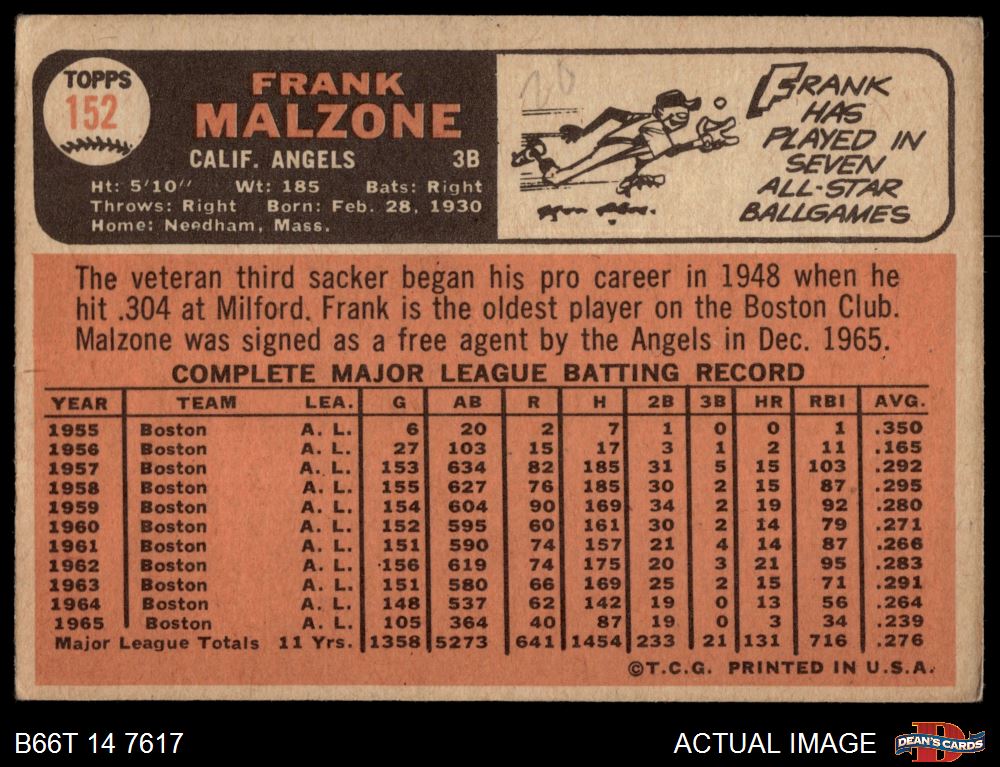 TOPPS
152
FRANK
MALZONE
CALIF. ANGELS 3B
Ht: 5'10" Wt: 185 Bats: Right
Throws: Right Born: Feb. 28, 1930
Home: Needham, Mass.
20
FRANK
HAS
PLAYED IN
SEVEN
ALL-STAR
BALLGAMES
The veteran third sacker began his pro career in 1948 when he
hit .304 at Milford. Frank is the oldest player on the Boston Club.
Malzone was signed as a free agent by the Angels in Dec. 1965.
COMPLETE MAJOR LEAGUE BATTING RECORD
YEAR TEAM LEA. G AB R H 2B 3B HR RBI AVG.
1955 Boston A. L. 6 20 2 7 1 0 0 1 .350
1956 Boston A. L. 27 103 15 17 3 1 2 11 .165
1957 Boston A. L. 153 634 82 185 31 5 15 103 .292
1958 Boston A. L. 155 627 76 185 30 2 15 87 .295
1959 Boston A. L. 154 604 90 169 34 2 19 92 .280
1960 Boston A. L. 152 595 60 161 30 2 14 79 .271
1961 Boston A. L. 151 590 74 157 21 4 14 87 .266
1962 Boston A. L. 156 619 74 175 20 3 21 95 .283
1963 Boston A. L. 151 580 66 169 25 2 15 71 .291
1964 Boston A. L. 148 537 62 142 19 0 13 56 .264
1965 Boston A. L. 105 364 40 87 19 0 3 34 .239
Major League Totals 11 Yrs. 1358 5273 641 1454 233 21 131 716 .276
©T.C.G. PRINTED IN U.S.A.
B66T 14 7617 ACTUAL IMAGE DEAN'S CARDS